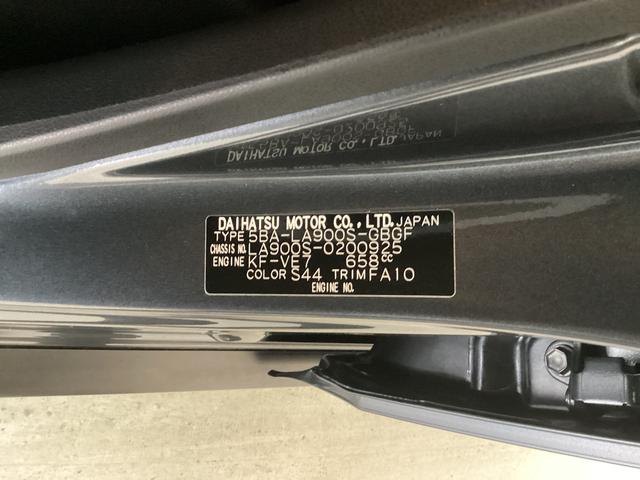 DAIHATSU MOTOR CO., LTD. JAPAN
TYPE 5BA-LA900S-GBGF
CHASSIS NO. LA900S-0200925
ENGINE KF-VE7 658cc
COLOR S44 TRIM FA10
ENGINE NO.